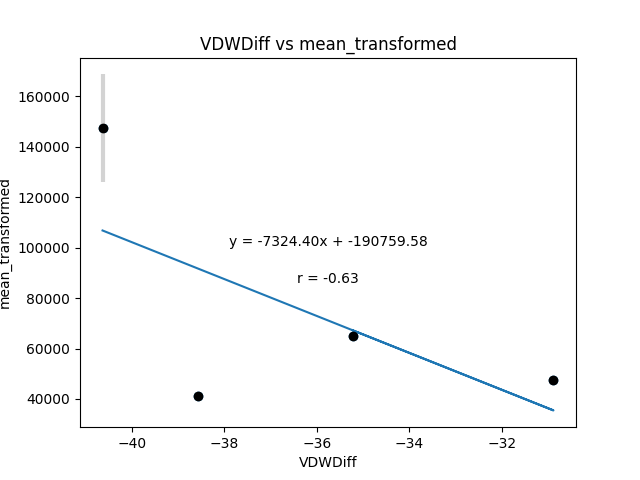 VDWDiff vs mean_transformed
160000
140000
120000
100000
80000
60000
40000
mean_transformed
y = -7324.40x + -190759.58
r = -0.63
−40
−38
−36
−34
−32
VDWDiff